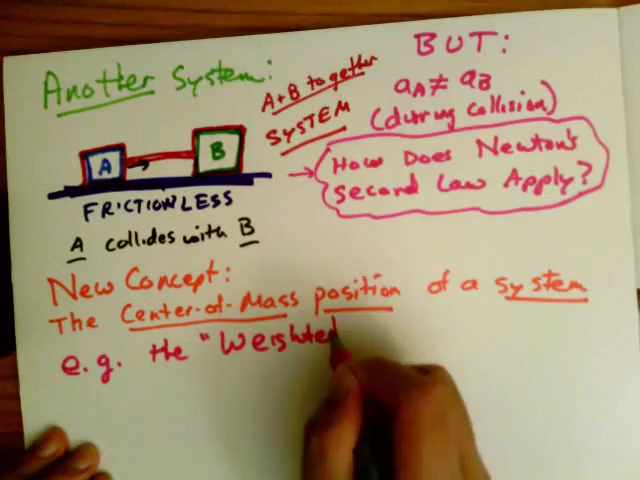 Another System:
A+B together
SYSTEM
BUT:
aA ≠ aB
(during collision)
How Does Newton's
second Law Apply?
A
B
FRICTIONLESS
A collides with B
New Concept:
The Center-of-Mass position of a system
e.g. the "Weighted